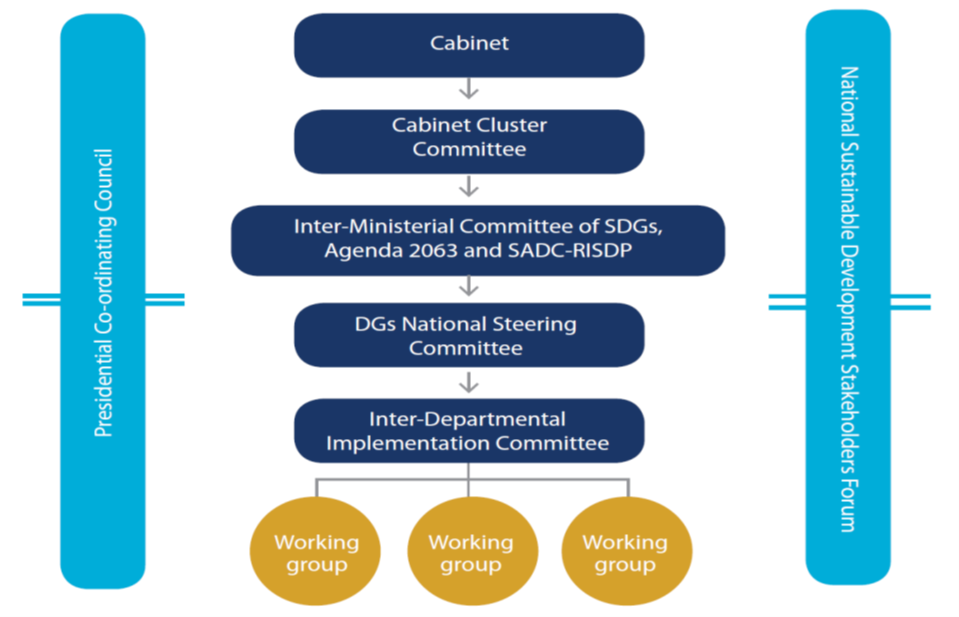 Presidential Co-ordinating Council
Cabinet
Cabinet Cluster
Committee
Inter-Ministerial Committee of SDGs,
Agenda 2063 and SADC-RISDP
DGs National Steering
Committee
Inter-Departmental
Implementation Committee
Working
group
Working
group
Working
group
National Sustainable Development Stakeholders Forum